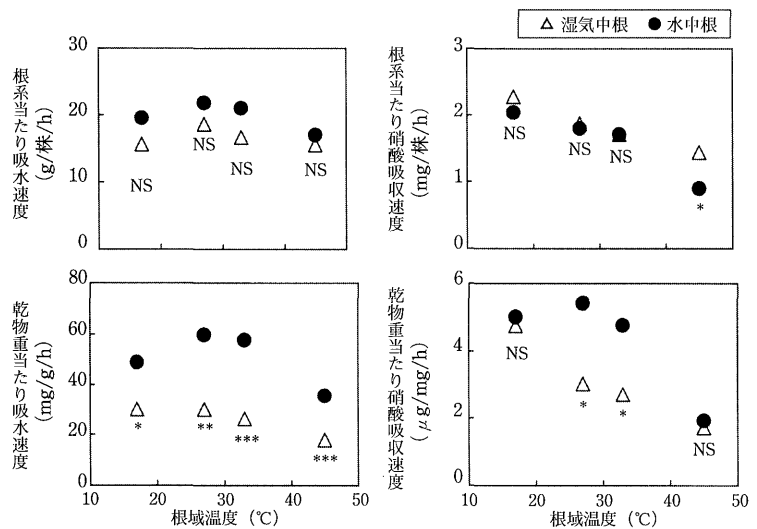 △ 湿気中根 ● 水中根
根系当たり吸水速度
(g/株/h)
30
20
10
0
NS
NS
NS
NS
根系当たり硝酸吸収速度
(mg/株/h)
3
2
1
0
NS
NS
NS
*
乾物重当たり吸水速度
(mg/g/h)
80
60
40
20
0
*
**
***
***
10 20 30 40 50
根域温度 (℃)
乾物重当たり硝酸吸収速度
(μg/mg/h)
6
4
2
0
NS
*
*
NS
10 20 30 40 50
根域温度 (℃)